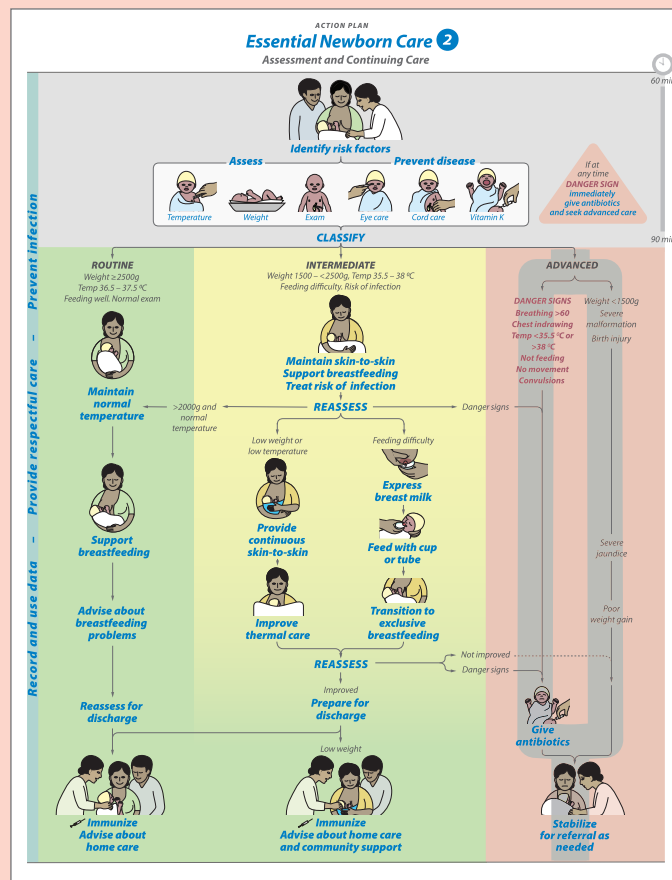 ACTION PLAN
Essential Newborn Care 2
Assessment and Continuing Care
60 min
Identify risk factors
Assess
Prevent disease
Temperature
Weight
Exam
Eye care
Cord care
Vitamin K
If at
any time
DANGER SIGN
immediately
give antibiotics
and seek advanced care
CLASSIFY
90 min
ROUTINE
Weight ≥2500g
Temp 36.5 – 37.5 ºC
Feeding well. Normal exam
INTERMEDIATE
Weight 1500 – <2500g, Temp 35.5 – 38 ºC
Feeding difficulty. Risk of infection
ADVANCED
DANGER SIGNS
Breathing >60
Chest indrawing
Temp <35.5 ºC or
>38 ºC
Not feeding
No movement
Convulsions
Weight <1500g
Severe
malformation
Birth injury
Maintain skin-to-skin
Support breastfeeding
Treat risk of infection
Maintain
normal
temperature
>2000g and
normal
temperature
REASSESS
Danger signs
Low weight or
low temperature
Feeding difficulty
Express
breast milk
Provide
continuous
skin-to-skin
Feed with cup
or tube
Support
breastfeeding
Severe
jaundice
Advise about
breastfeeding
problems
Improve
thermal care
Transition to
exclusive
breastfeeding
Poor
weight gain
REASSESS
Not improved
Danger signs
Improved
Prepare for
discharge
Reassess for
discharge
Give
antibiotics
Low weight
Immunize
Advise about
home care
Immunize
Advise about home care
and community support
Stabilize
for referral as
needed
Record and use data – Provide respectful care – Prevent infection